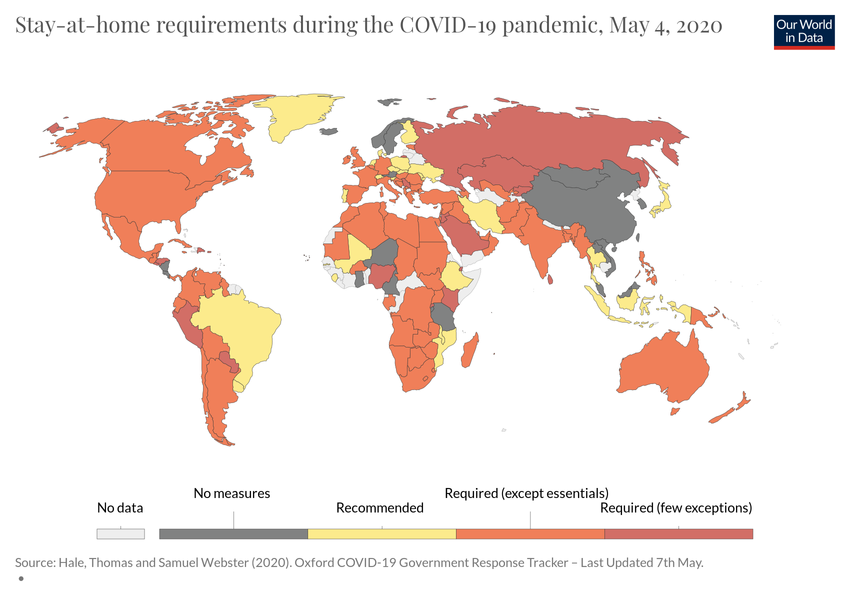 Stay-at-home requirements during the COVID-19 pandemic, May 4, 2020
Our World
in Data
No data
No measures
Recommended
Required (except essentials)
Required (few exceptions)
Source: Hale, Thomas and Samuel Webster (2020). Oxford COVID-19 Government Response Tracker – Last Updated 7th May.
•